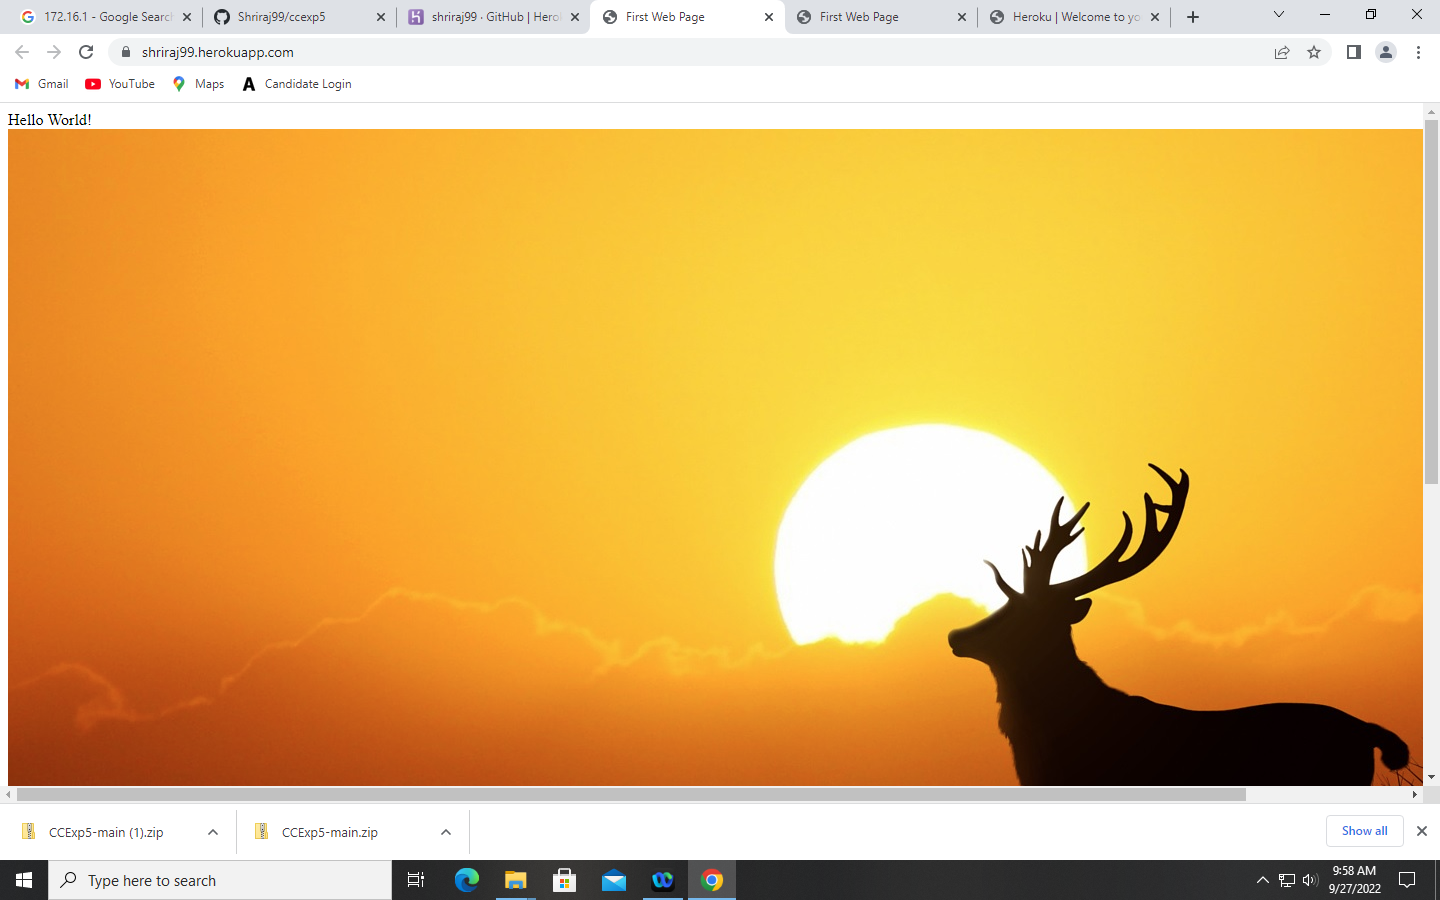 172.16.1 - Google Search
Shriraj99/ccexp5
shriraj99 · GitHub | Hero
First Web Page
First Web Page
Heroku | Welcome to yo
shriraj99.herokuapp.com
Gmail
YouTube
Maps
Candidate Login
Hello World!
CCExp5-main (1).zip
CCExp5-main.zip
Show all
Type here to search
9:58 AM
9/27/2022